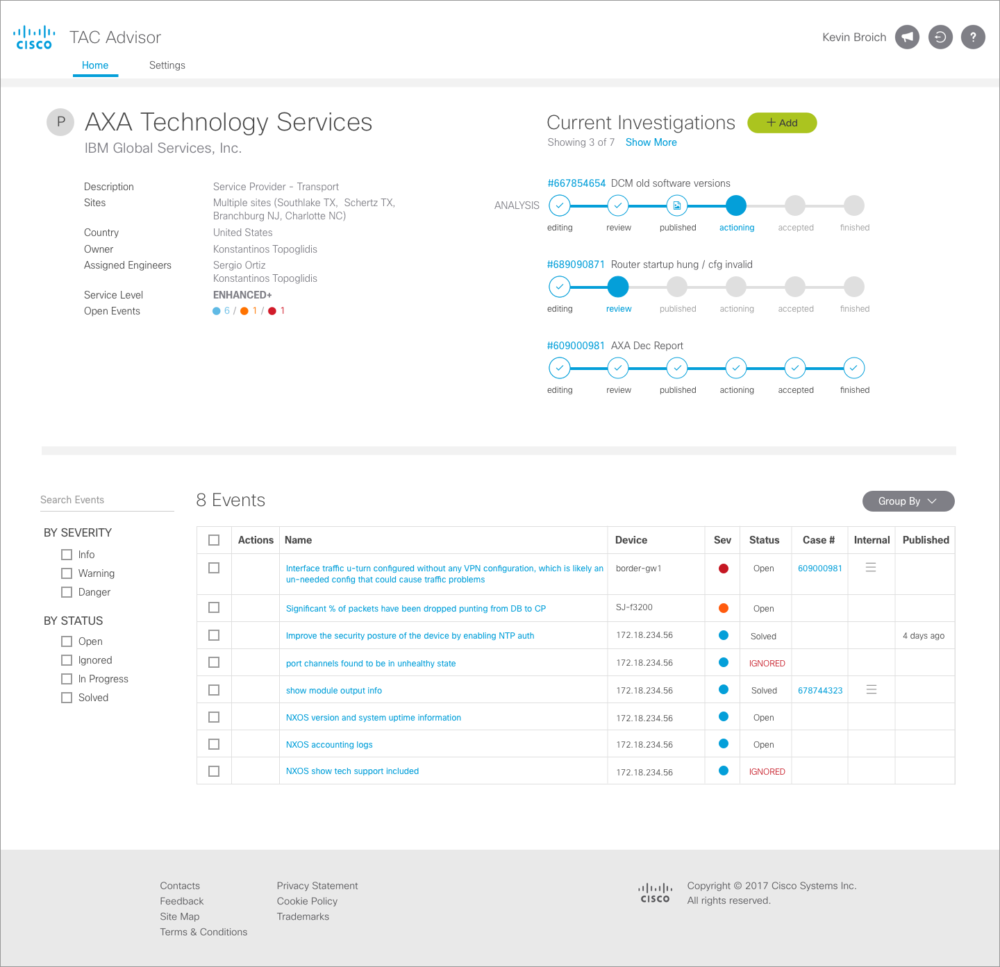 cisco
TAC Advisor
Kevin Broich
?
Home
Settings
P
AXA Technology Services
IBM Global Services, Inc.
Description
Service Provider - Transport
Sites
Multiple sites (Southlake TX, Schertz TX,
Branchburg NJ, Charlotte NC)
Country
United States
Owner
Konstantinos Topoglidis
Assigned Engineers
Sergio Ortiz
Konstantinos Topoglidis
Service Level
ENHANCED+
Open Events
6 / 1 / 1
Current Investigations
+ Add
Showing 3 of 7 Show More
#667854654 DCM old software versions
ANALYSIS
editing review published actioning accepted finished
#689090871 Router startup hung / cfg invalid
editing review published actioning accepted finished
#609000981 AXA Dec Report
editing review published actioning accepted finished
Search Events
BY SEVERITY
Info
Warning
Danger
BY STATUS
Open
Ignored
In Progress
Solved
8 Events
Group By
Actions Name Device Sev Status Case # Internal Published
Interface traffic u-turn configured without any VPN configuration, which is likely an
un-needed config that could cause traffic problems
border-gw1 Open 609000981
Significant % of packets have been dropped punting from DB to CP SJ-f3200 Open
Improve the security posture of the device by enabling NTP auth 172.18.234.56 Solved 4 days ago
port channels found to be in unhealthy state 172.18.234.56 IGNORED
show module output info 172.18.234.56 Solved 678744323
NXOS version and system uptime information 172.18.234.56 Open
NXOS accounting logs 172.18.234.56 Open
NXOS show tech support included 172.18.234.56 IGNORED
Contacts
Feedback
Site Map
Terms & Conditions
Privacy Statement
Cookie Policy
Trademarks
cisco
Copyright © 2017 Cisco Systems Inc.
All rights reserved.